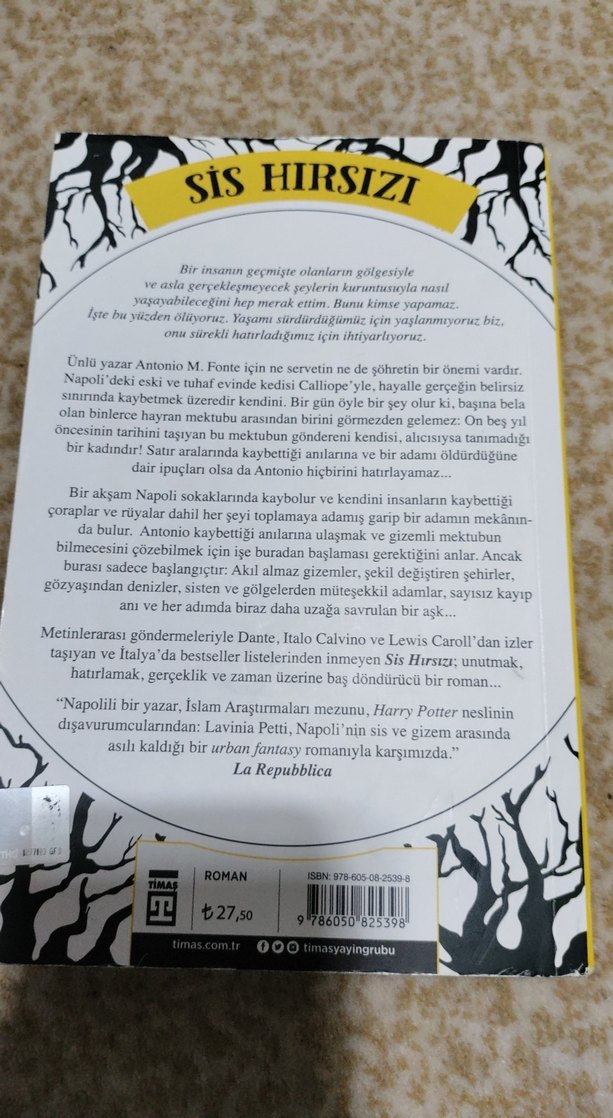 SİS HIRSIZI
Bir insanın geçmişte olanların gölgesiyle
ve asla gerçekleşmeyecek şeylerin kuruntusuyla nasıl
yaşayabileceğini hep merak ettim. Bunu kimse yapamaz.
İşte bu yüzden ölüyoruz. Yaşamı sürdürdüğümüz için yaşlanmıyoruz biz,
onu sürekli hatırladığımız için ihtiyarlıyoruz.
Ünlü yazar Antonio M. Fonte için ne servetin ne de şöhretin bir önemi vardır.
Napoli'deki eski ve tuhaf evinde kedisi Calliope'yle, hayalle gerçeğin belirsiz
sınırında kaybetmek üzeredir kendini. Bir gün öyle bir şey olur ki, başına bela
olan binlerce hayran mektubu arasından birini görmezden gelemez: On beş yıl
öncesinin tarihini taşıyan bu mektubun göndereni kendisi, alıcısıysa tanımadığı
bir kadındır! Satır aralarında kaybettiği anılarına ve bir adamı öldürdüğüne
dair ipuçları olsa da Antonio hiçbirini hatırlayamaz...
Bir akşam Napoli sokaklarında kaybolur ve kendini insanların kaybettiği
çoraplar ve rüyalar dahil her şeyi toplamaya adamış garip bir adamın mekânın-
da bulur. Antonio kaybettiği anılarına ulaşmak ve gizemli mektubun
bilmecesini çözebilmek için işe buradan başlaması gerektiğini anlar. Ancak
burası sadece başlangıçtır: Akıl almaz gizemler, şekil değiştiren şehirler,
gözyaşından denizler, sisten ve gölgelerden müteşekkil adamlar, sayısız kayıp
anı ve her adımda biraz daha uzağa savrulan bir aşk...
Metinlerarası göndermeleriyle Dante, Italo Calvino ve Lewis Caroll'dan izler
taşıyan ve İtalya'da bestseller listelerinden inmeyen Sis Hırsızı; unutmak,
hatırlamak, gerçeklik ve zaman üzerine baş döndürücü bir roman...
"Napolili bir yazar, İslam Araştırmaları mezunu, Harry Potter neslinin
dışavurumcularından: Lavinia Petti, Napoli'nin sis ve gizem arasında
asılı kaldığı bir urban fantasy romanıyla karşımızda."
La Repubblica
TİMAŞ
ROMAN
₺27,50
ISBN: 978-605-08-2539-8
9 786050 825398
timas.com.tr
timasyayingrubu